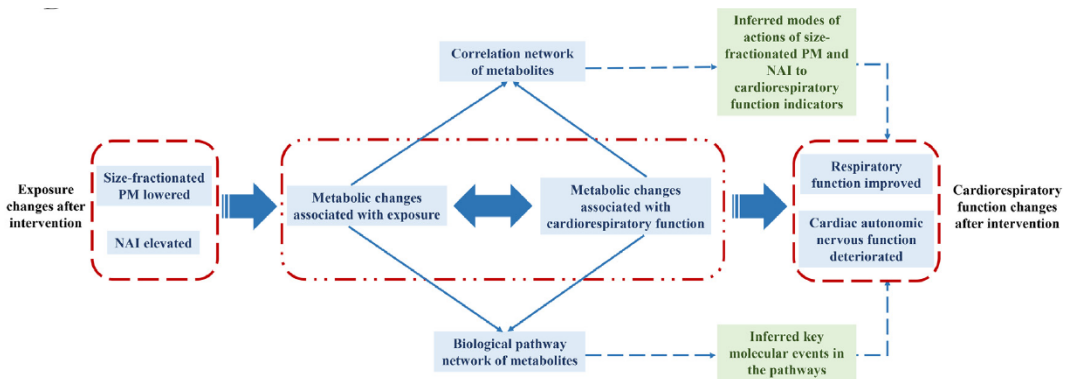 Correlation network
of metabolites
Inferred modes of
actions of size-
fractionated PM and
NAI to
cardiorespiratory
function indicators
Exposure
changes after
intervention
Size-fractionated
PM lowered
NAI elevated
Metabolic changes
associated with exposure
Metabolic changes
associated with
cardiorespiratory function
Respiratory
function improved
Cardiac autonomic
nervous function
deteriorated
Cardiorespiratory
function changes
after intervention
Biological pathway
network of metabolites
Inferred key
molecular events in
the pathways